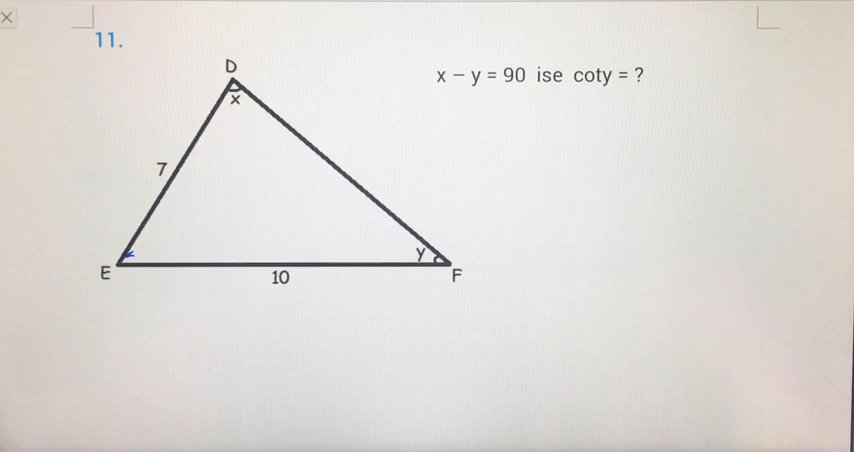 11.
D
x - y = 90 ise coty = ?
x
7
y
E
10
F